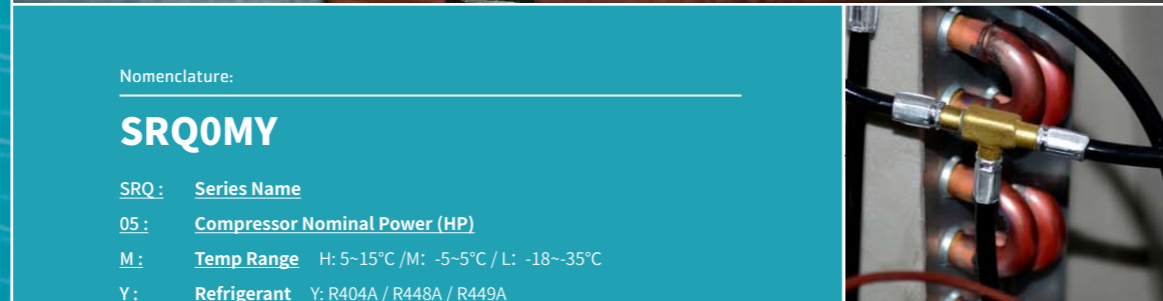 Nomenclature:
SRQ0MY
SRQ : Series Name
05 : Compressor Nominal Power (HP)
M : Temp Range H: 5~15°C /M: -5~5°C / L: -18~-35°C
Y : Refrigerant Y: R404A / R448A / R449A